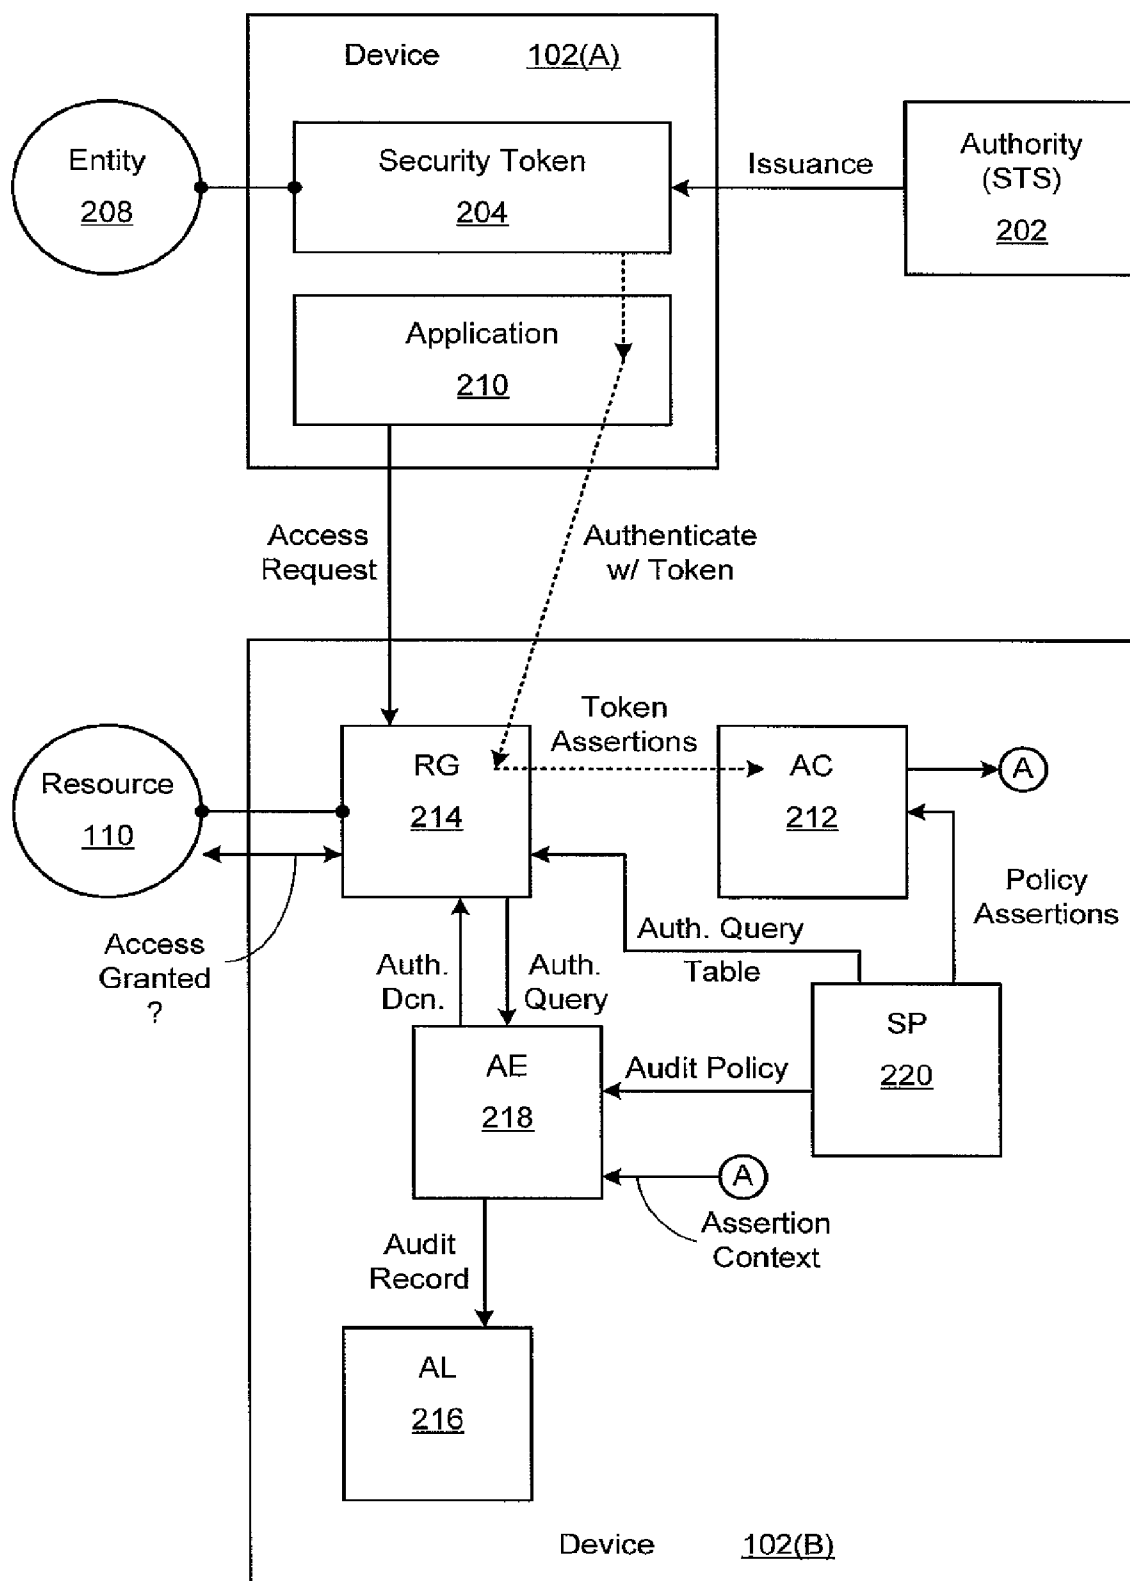 Device 102(A)
Entity
208
Security Token
204
Issuance
Authority
(STS)
202
Application
210
Access
Request
Authenticate
w/ Token
Token
Assertions
Resource
110
RG
214
AC
212
A
Policy
Assertions
Access
Granted
?
Auth. Query
Table
Auth.
Dcn.
Auth.
Query
AE
218
Audit Policy
SP
220
A
Assertion
Context
Audit
Record
AL
216
Device 102(B)